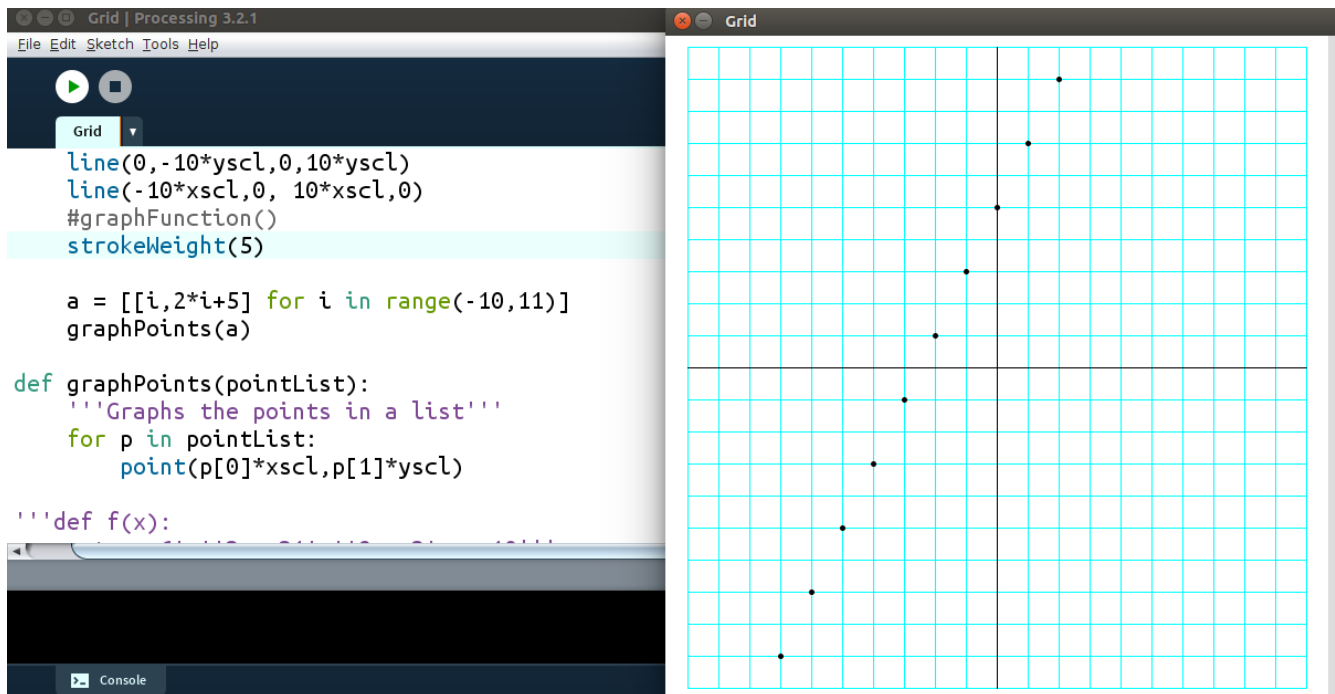 Grid | Processing 3.2.1
File Edit Sketch Tools Help
Grid
line(0,-10*yscl,0,10*yscl)
line(-10*xscl,0, 10*xscl,0)
#graphFunction()
strokeWeight(5)
a = [[i,2*i+5] for i in range(-10,11)]
graphPoints(a)
def graphPoints(pointList):
'''Graphs the points in a list'''
for p in pointList:
point(p[0]*xscl,p[1]*yscl)
'''def f(x):
Console
Grid